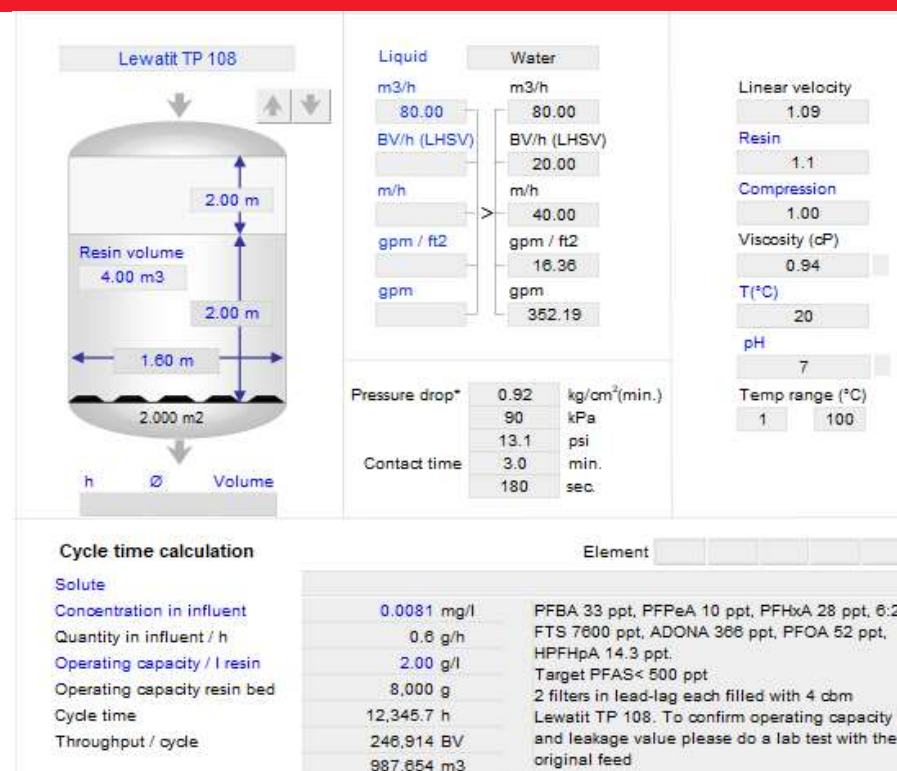 Lewatit TP 108
2.00 m
Resin volume
4.00 m3
2.00 m
1.60 m
2.000 m2
h Ø Volume
Liquid Water
m3/h m3/h
80.00 80.00
BV/h (LHSV) BV/h (LHSV)
20.00
m/h m/h
> 40.00
gpm / ft2 gpm / ft2
16.36
gpm gpm
352.19
Pressure drop* 0.92 kg/cm²(min.)
90 kPa
13.1 psi
Contact time 3.0 min.
180 sec.
Linear velocity
1.09
Resin
1.1
Compression
1.00
Viscosity (cP)
0.94
T(°C)
20
pH
7
Temp range (°C)
1 100
Cycle time calculation
Element
Solute
Concentration in influent 0.0081 mg/l
Quantity in influent / h 0.6 g/h
Operating capacity / l resin 2.00 g/l
Operating capacity resin bed 8,000 g
Cycle time 12,345.7 h
Throughput / cycle 246,914 BV
987,654 m3
PFBA 33 ppt, PFPeA 10 ppt, PFHxA 28 ppt, 6:2
FTS 7600 ppt, ADONA 366 ppt, PFOA 52 ppt,
HPFHpA 14.3 ppt.
Target PFAS< 500 ppt
2 filters in lead-lag each filled with 4 cbm
Lewatit TP 108. To confirm operating capacity
and leakage value please do a lab test with the
original feed